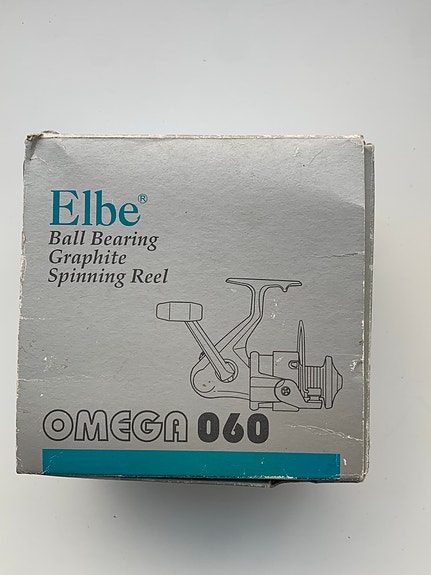 Elbe®
Ball Bearing
Graphite
Spinning Reel
OMEGA 060